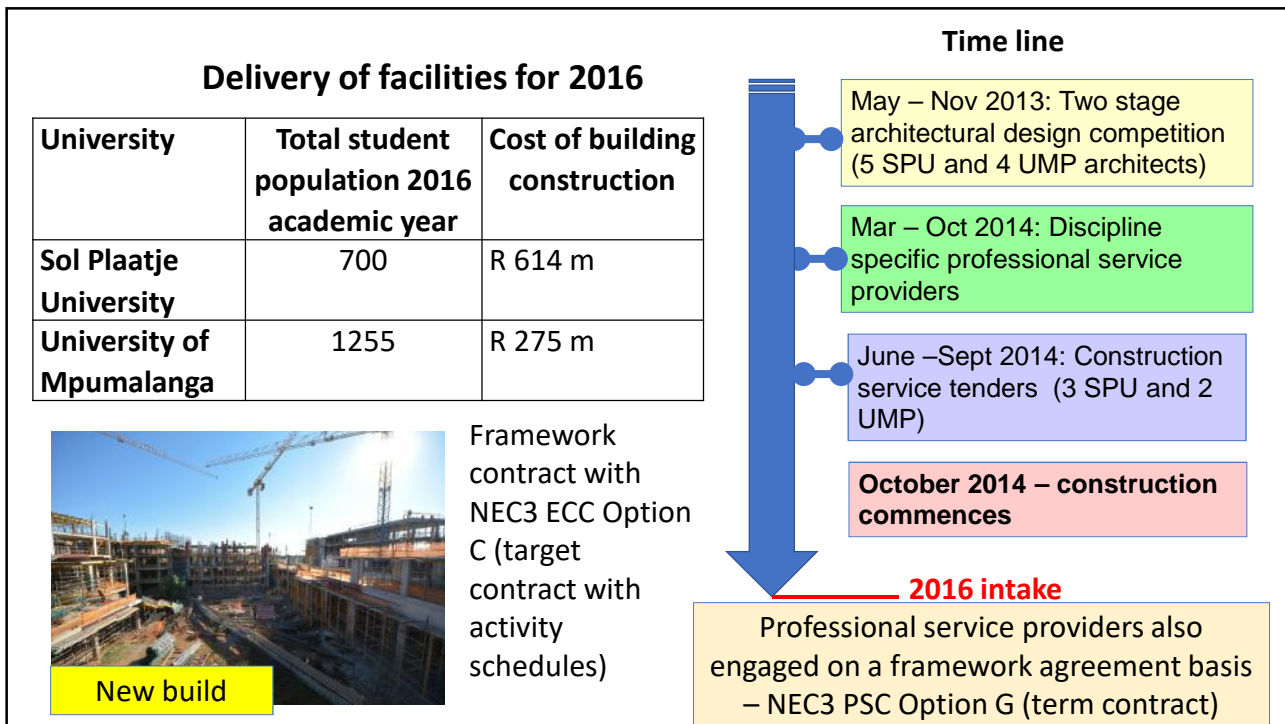 Delivery of facilities for 2016
University
Total student
population 2016
academic year
Cost of building
construction
Sol Plaatje
University
700
R 614 m
University of
Mpumalanga
1255
R 275 m
New build
Framework
contract with
NEC3 ECC Option
C (target
contract with
activity
schedules)
Time line
May – Nov 2013: Two stage
architectural design competition
(5 SPU and 4 UMP architects)
Mar – Oct 2014: Discipline
specific professional service
providers
June –Sept 2014: Construction
service tenders  (3 SPU and 2
UMP)
October 2014 – construction
commences
2016 intake
Professional service providers also
engaged on a framework agreement basis
– NEC3 PSC Option G (term contract)